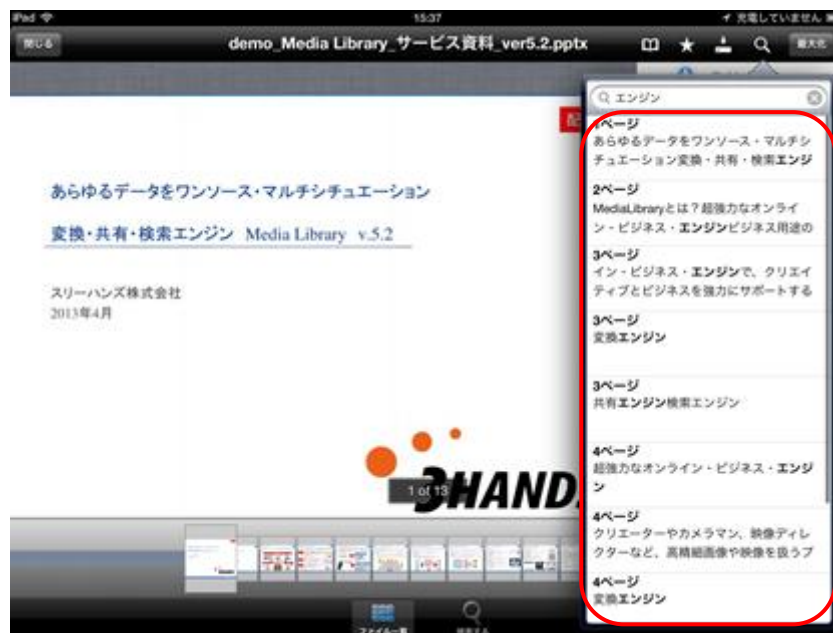 iPad
15:37
充電していません
閉じる
demo_Media Library_サービス資料_ver5.2.pptx
最大化
エンジン
1ページ
あらゆるデータをワンソース・マルチシ
チュエーション変換・共有・検索エンジ
2ページ
MediaLibraryとは？超強力なオンライ
ン・ビジネス・エンジンビジネス用途の
3ページ
イン・ビジネス・エンジンで、クリエイ
ティブとビジネスを強力にサポートする
3ページ
変換エンジン
3ページ
共有エンジン検索エンジン
4ページ
超強力なオンライン・ビジネス・エンジ
ン
4ページ
クリエーターやカメラマン、映像ディレ
クターなど、高精細画像や映像を扱うプ
4ページ
変換エンジン
あらゆるデータをワンソース・マルチシチュエーション
変換・共有・検索エンジン Media Library v.5.2
スリーハンズ株式会社
2013年4月
3HAND
1 of 13
ファイル一覧